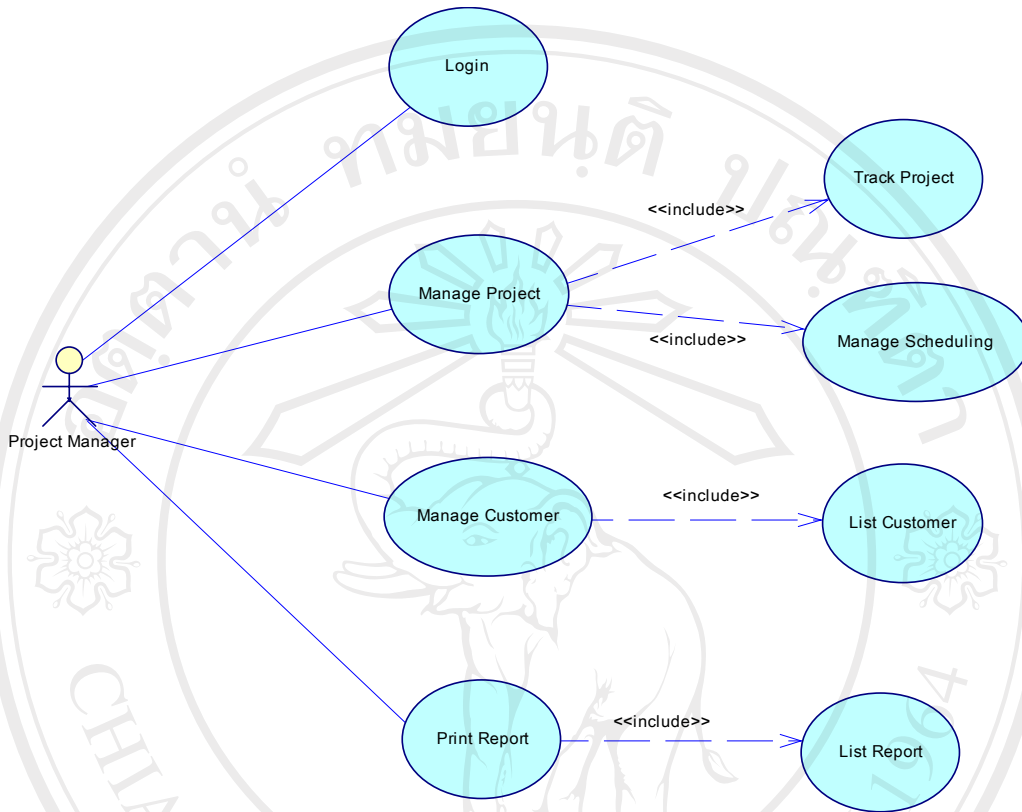 Login
Track Project
<<include>>
Manage Project
<<include>>
Manage Scheduling
Project Manager
Manage Customer
<<include>>
List Customer
Print Report
<<include>>
List Report
1964